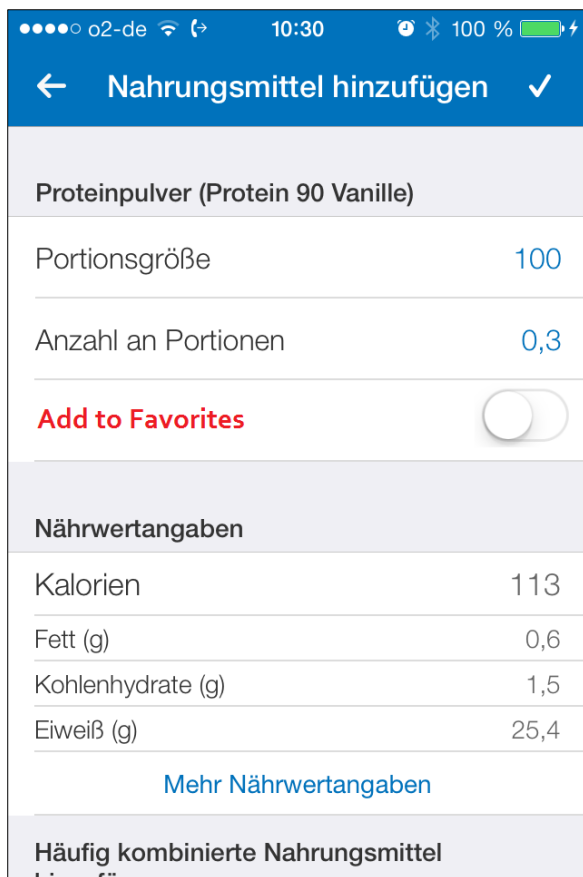 o2-de 10:30 100 %
Nahrungsmittel hinzufügen
Proteinpulver (Protein 90 Vanille)
Portionsgröße 100
Anzahl an Portionen 0,3
Add to Favorites
Nährwertangaben
Kalorien 113
Fett (g) 0,6
Kohlenhydrate (g) 1,5
Eiweiß (g) 25,4
Mehr Nährwertangaben
Häufig kombinierte Nahrungsmittel